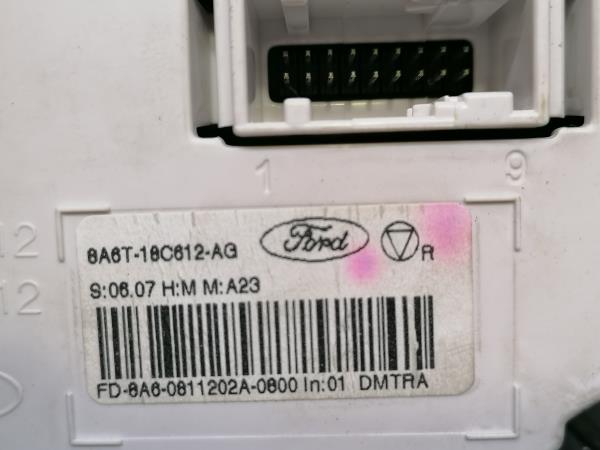 1 9
8A6T-18C612-AG Ford R
S:06.07 H:M M:A23
FD-8A6-0811202A-0800 In:01 DMTRA
12
12